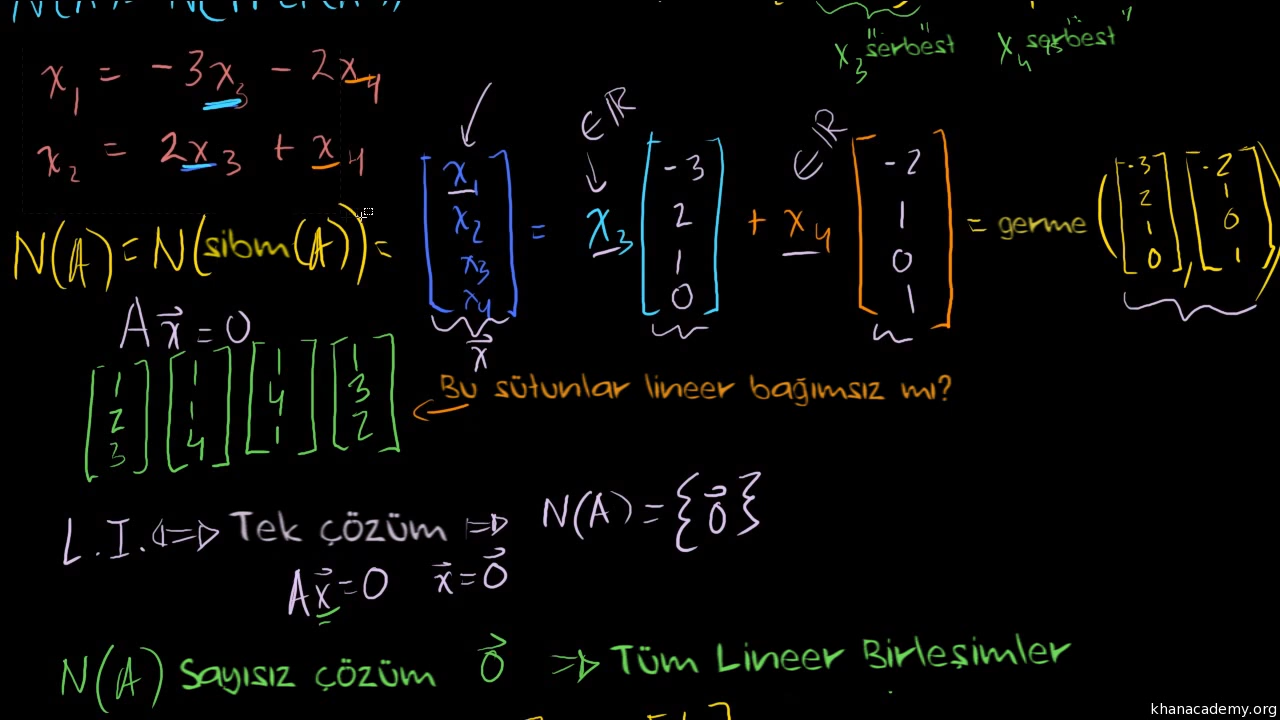 x₃ "serbest" x₄ "serbest"
x₁ = -3x₃ - 2x₄
x₂ = 2x₃ + x₄
∈ℝ ∈ℝ
N(A) = N(sibm(A)) = [x₁ x₂ x₃ x₄] = x₃ [-3 2 1 0] + x₄ [-2 1 0 1] = germe ([-3 2 1 0], [-2 1 0 1])
x⃗
Ax⃗ = 0
[1 2 3] [1 1 4] [1 4 1] [1 3 2] Bu sütunlar lineer bağımsız mı?
L.I. ⇔ Tek çözüm ⇒ N(A) = {0⃗}
Ax⃗ = 0 x⃗ = 0⃗
N(A) Sayısız çözüm 0⃗ ⇒ Tüm Lineer Birleşimler
khanacademy.org